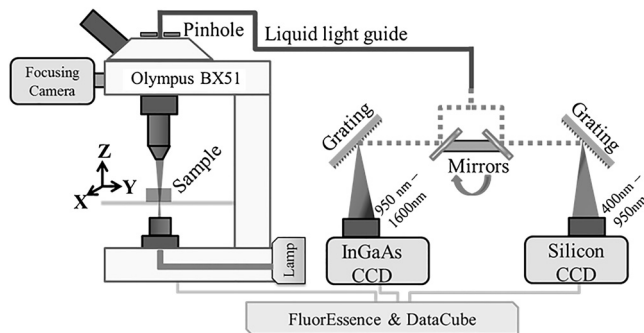 Pinhole
Liquid light guide
Focusing
Camera
Olympus BX51
Z
X
Y
Sample
Lamp
Grating
Mirrors
Grating
950 nm –
1600nm
400nm –
950nm
InGaAs
CCD
Silicon
CCD
FluorEssence & DataCube